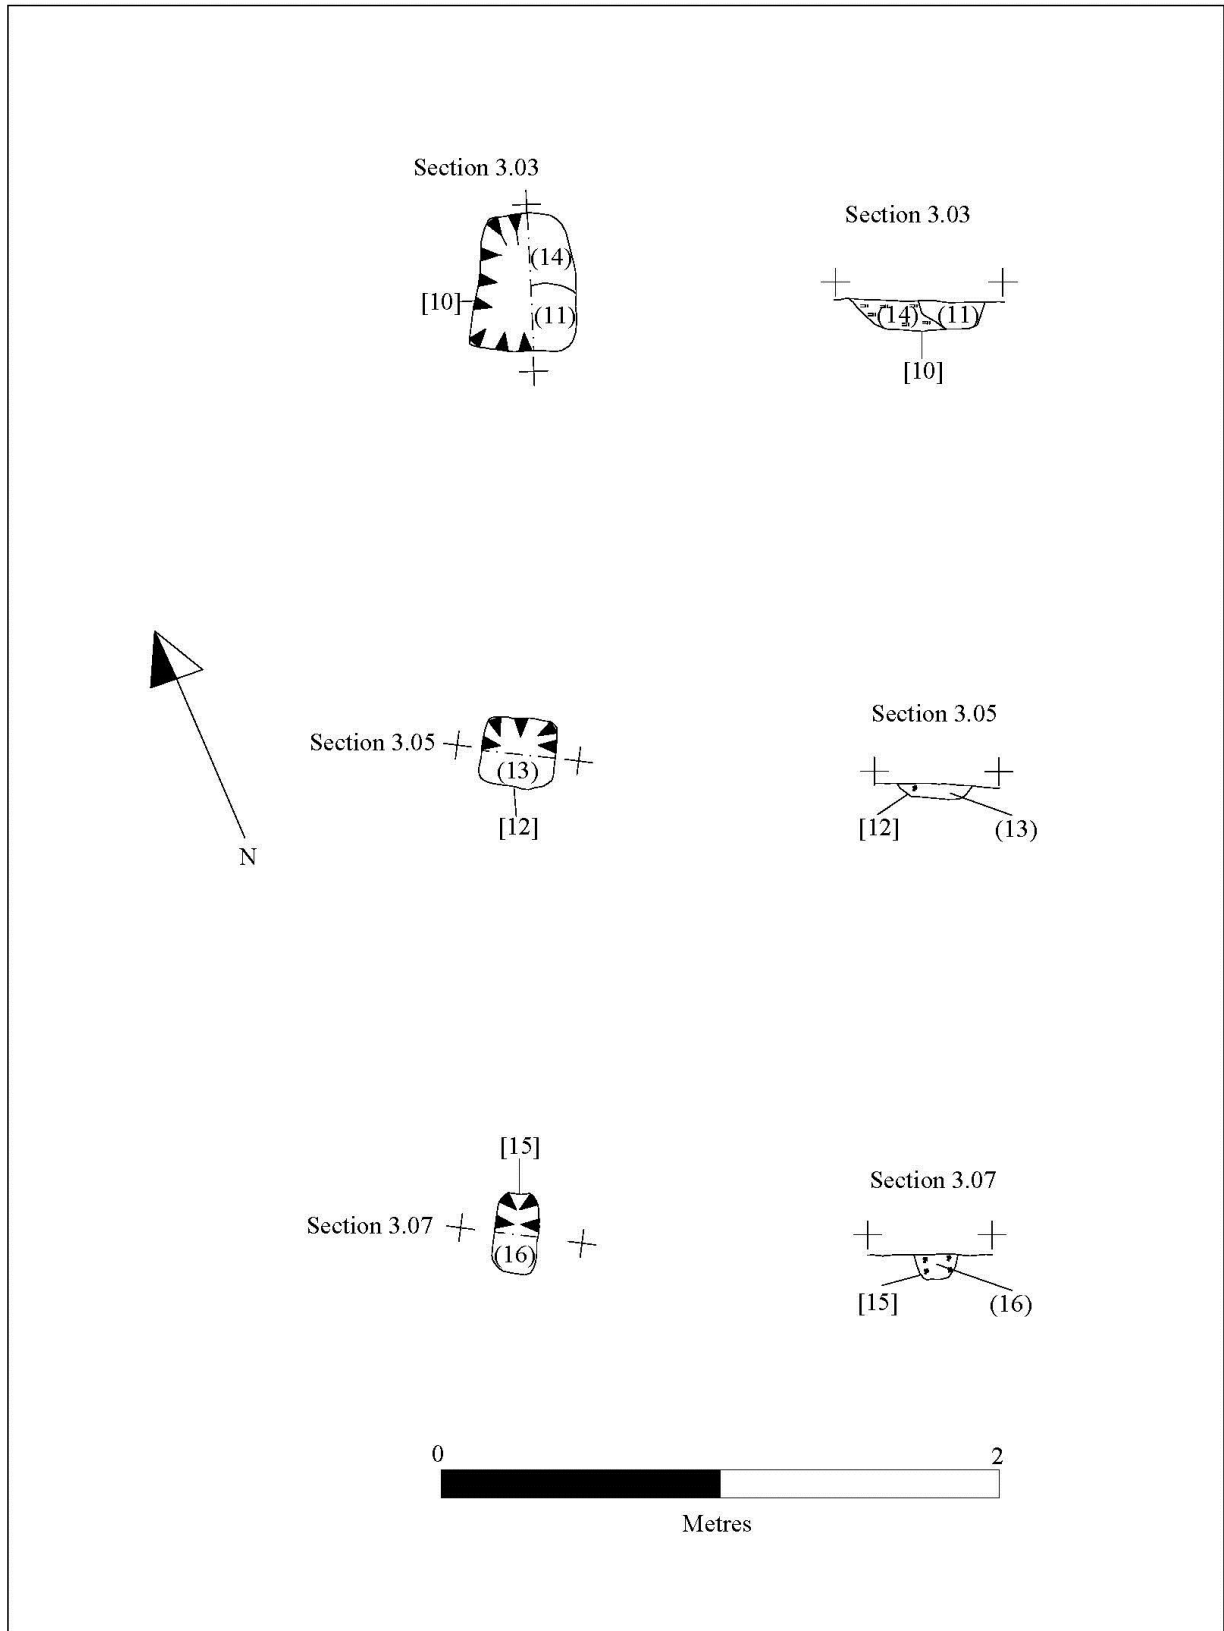 Section 3.03
(14)
[10]
(11)
Section 3.03
(14) (11)
[10]
N
Section 3.05
(13)
[12]
Section 3.05
[12] (13)
[15]
Section 3.07
(16)
Section 3.07
[15] (16)
0 2
Metres